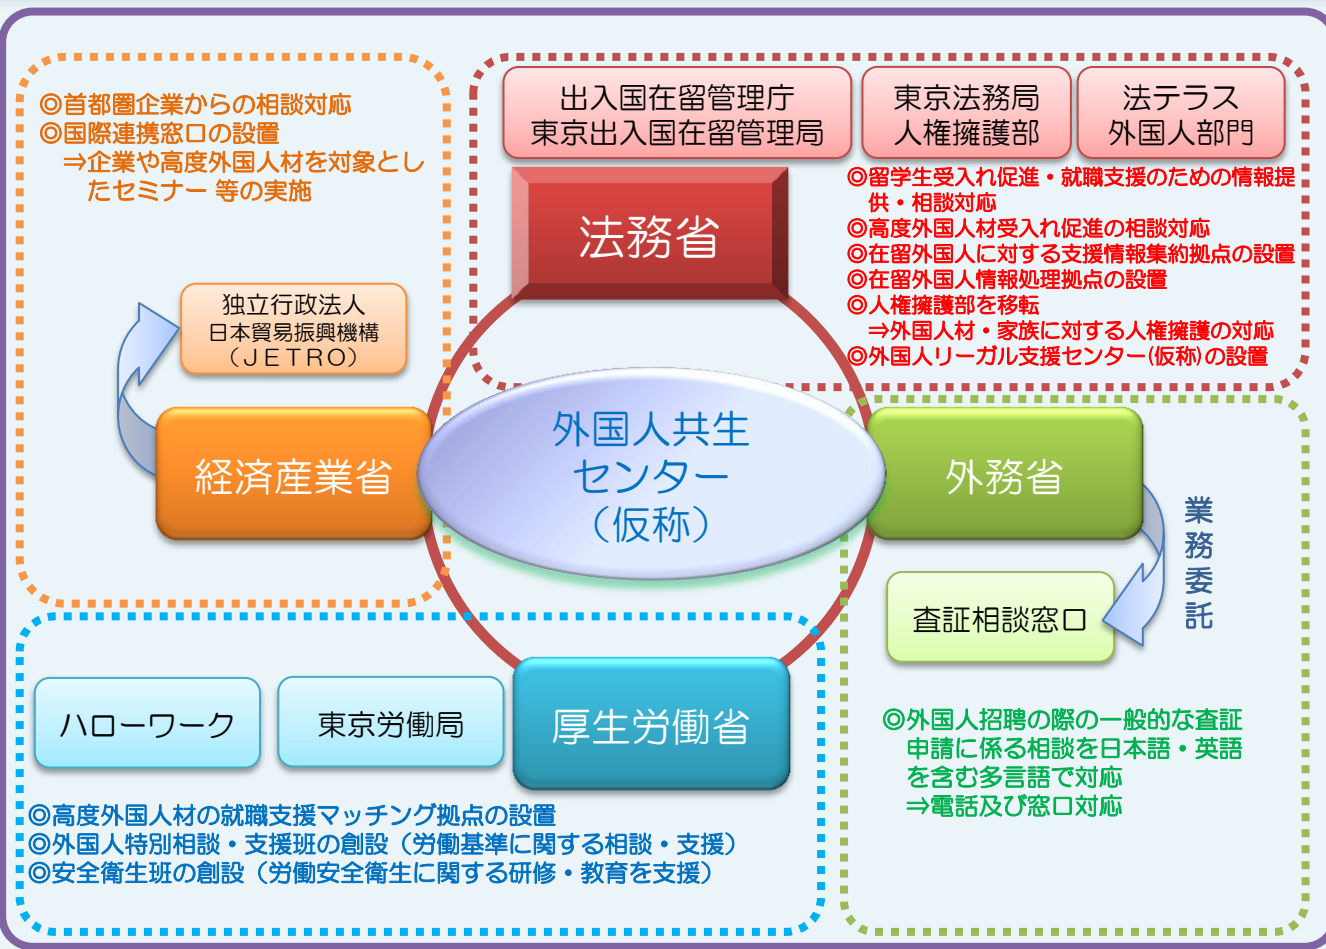 ◎首都圏企業からの相談対応
◎国際連携窓口の設置
⇒企業や高度外国人材を対象とし
たセミナー 等の実施
独立行政法人
日本貿易振興機構
（ＪＥＴＲＯ）
経済産業省
出入国在留管理庁
東京出入国在留管理局
東京法務局
人権擁護部
法テラス
外国人部門
法務省
◎留学生受入れ促進・就職支援のための情報提
供・相談対応
◎高度外国人材受入れ促進の相談対応
◎在留外国人に対する支援情報集約拠点の設置
◎在留外国人情報処理拠点の設置
◎人権擁護部を移転
⇒外国人材・家族に対する人権擁護の対応
◎外国人リーガル支援センター(仮称)の設置
外国人共生
センター
（仮称）
外務省
業務委託
査証相談窓口
◎外国人招聘の際の一般的な査証
申請に係る相談を日本語・英語
を含む多言語で対応
⇒電話及び窓口対応
ハローワーク
東京労働局
厚生労働省
◎高度外国人材の就職支援マッチング拠点の設置
◎外国人特別相談・支援班の創設（労働基準に関する相談・支援）
◎安全衛生班の創設（労働安全衛生に関する研修・教育を支援）